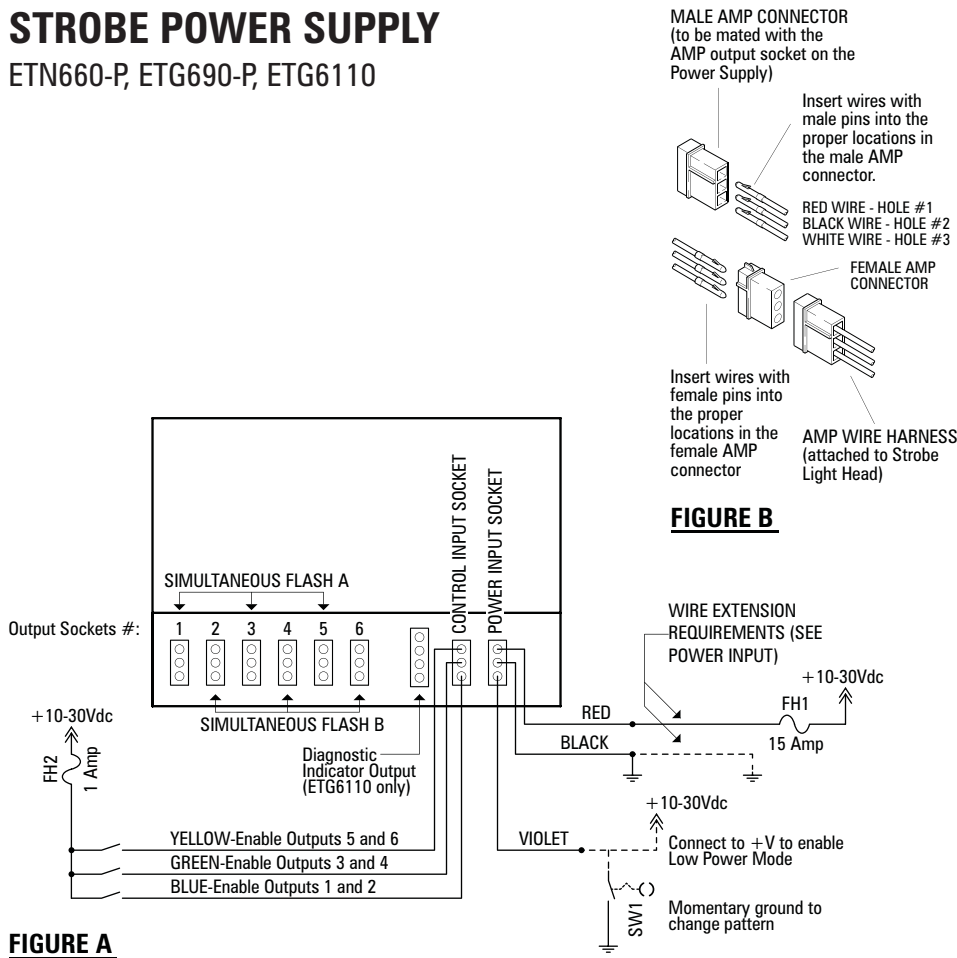 STROBE POWER SUPPLY
ETN660-P, ETG690-P, ETG6110
MALE AMP CONNECTOR
(to be mated with the
AMP output socket on the
Power Supply)
Insert wires with
male pins into the
proper locations in
the male AMP
connector.
RED WIRE - HOLE #1
BLACK WIRE - HOLE #2
WHITE WIRE - HOLE #3
FEMALE AMP
CONNECTOR
Insert wires with
female pins into
the proper
locations in the
female AMP
connector
AMP WIRE HARNESS
(attached to Strobe
Light Head)
FIGURE B
CONTROL INPUT SOCKET
POWER INPUT SOCKET
SIMULTANEOUS FLASH A
Output Sockets #:
1 2 3 4 5 6
SIMULTANEOUS FLASH B
Diagnostic
Indicator Output
(ETG6110 only)
WIRE EXTENSION
REQUIREMENTS (SEE
POWER INPUT)
+10-30Vdc
FH1
15 Amp
RED
BLACK
+10-30Vdc
FH2
1 Amp
YELLOW-Enable Outputs 5 and 6
GREEN-Enable Outputs 3 and 4
BLUE-Enable Outputs 1 and 2
VIOLET
+10-30Vdc
Connect to +V to enable
Low Power Mode
SW1
Momentary ground to
change pattern
FIGURE A